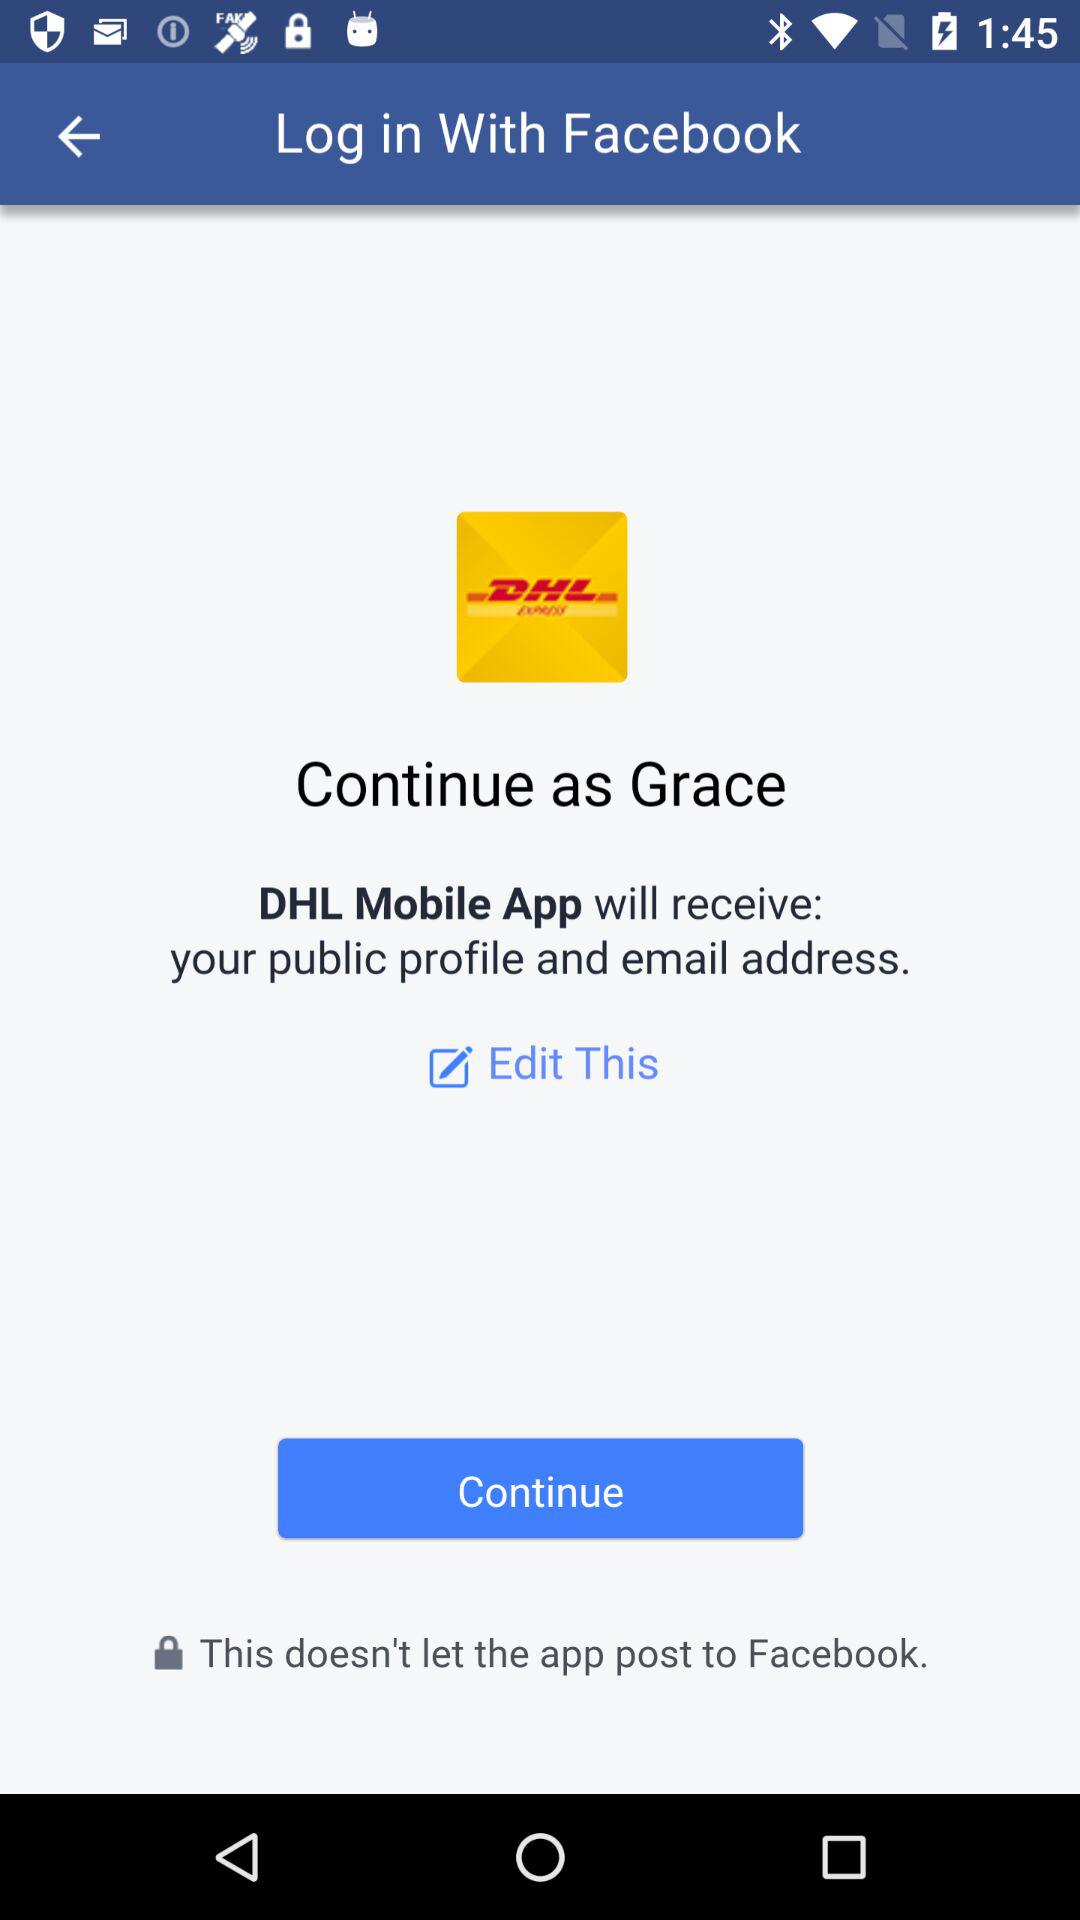 FAKE
1:45
Log in With Facebook
DHL
EXPRESS
Continue as Grace
DHL Mobile App will receive:
your public profile and email address.
Edit This
Continue
This doesn't let the app post to Facebook.